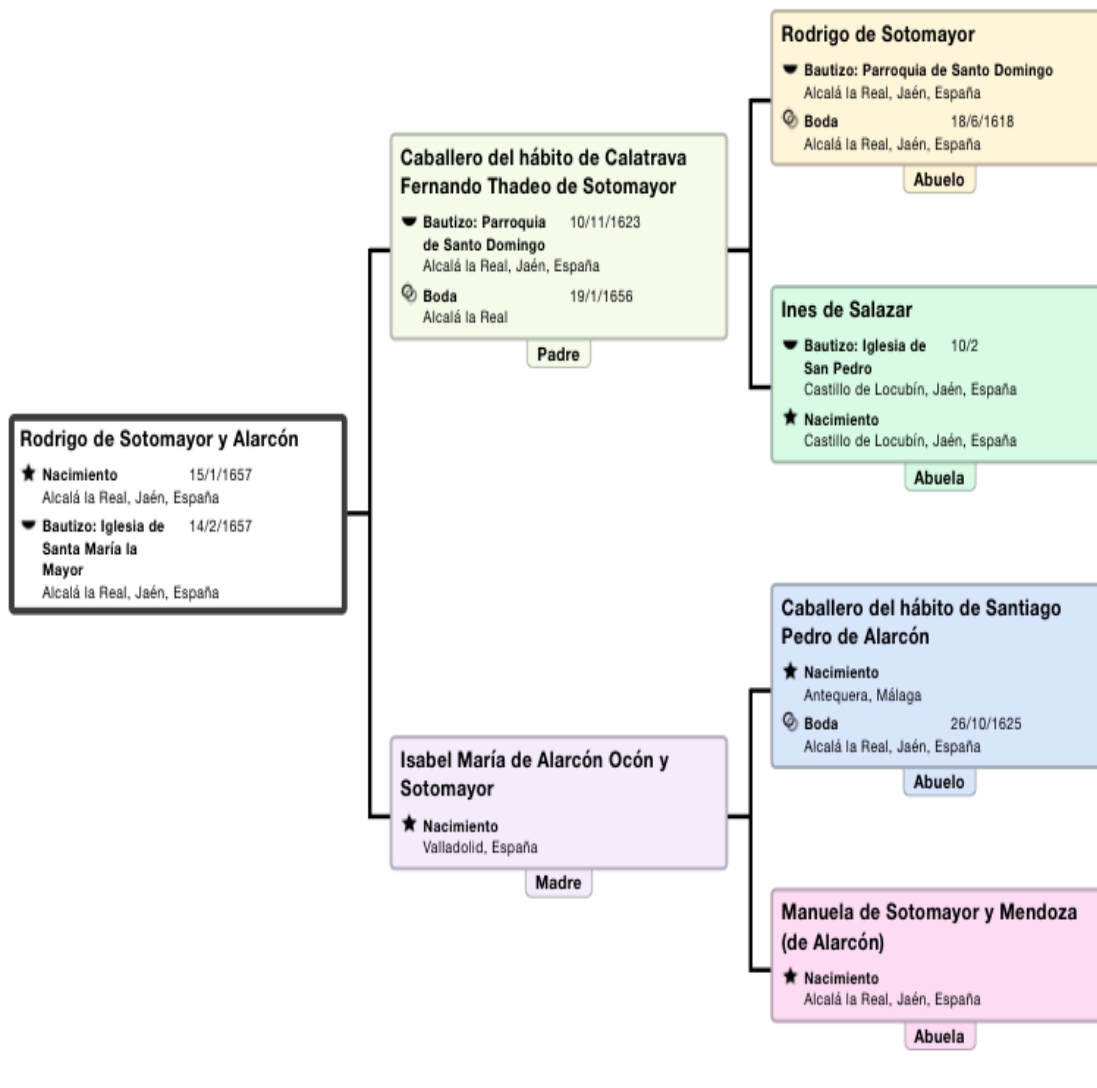 Rodrigo de Sotomayor
Bautizo: Parroquia de Santo Domingo
Alcalá la Real, Jaén, España
Boda 18/6/1618
Alcalá la Real, Jaén, España
Abuelo
Caballero del hábito de Calatrava
Fernando Thadeo de Sotomayor
Bautizo: Parroquia 10/11/1623
de Santo Domingo
Alcalá la Real, Jaén, España
Boda 19/1/1656
Alcalá la Real
Padre
Ines de Salazar
Bautizo: Iglesia de 10/2
San Pedro
Castillo de Locubín, Jaén, España
Nacimiento
Castillo de Locubín, Jaén, España
Abuela
Rodrigo de Sotomayor y Alarcón
Nacimiento 15/1/1657
Alcalá la Real, Jaén, España
Bautizo: Iglesia de 14/2/1657
Santa María la
Mayor
Alcalá la Real, Jaén, España
Caballero del hábito de Santiago
Pedro de Alarcón
Nacimiento
Antequera, Málaga
Boda 26/10/1625
Alcalá la Real, Jaén, España
Abuelo
Isabel María de Alarcón Ocón y
Sotomayor
Nacimiento
Valladolid, España
Madre
Manuela de Sotomayor y Mendoza
(de Alarcón)
Nacimiento
Alcalá la Real, Jaén, España
Abuela